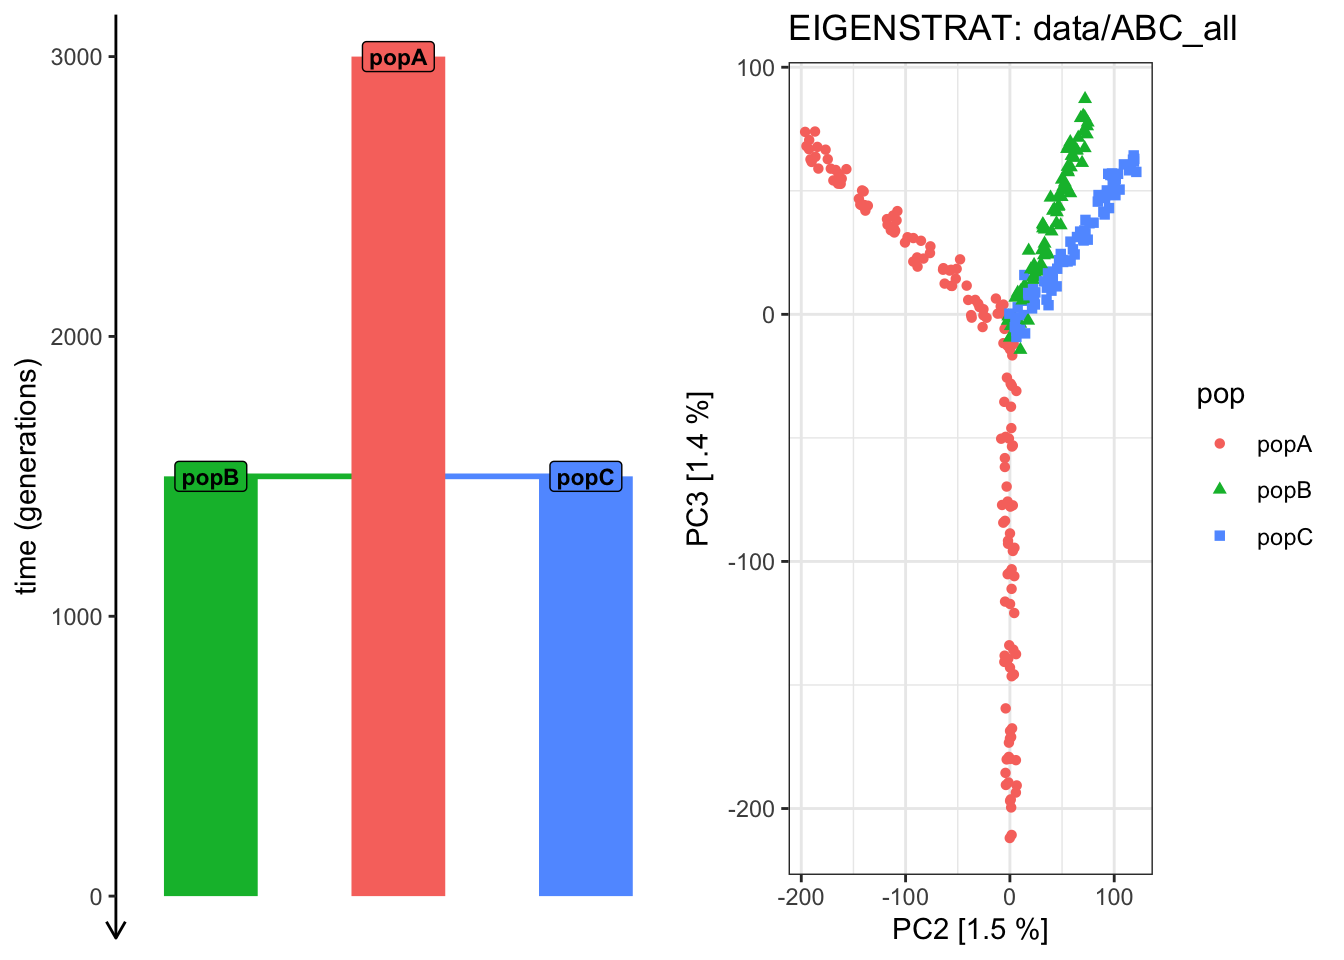 time (generations)
3000
2000
1000
0
popA
popB
popC
EIGENSTRAT: data/ABC_all
PC3 [1.4 %]
100
0
-100
-200
-200
-100
0
100
PC2 [1.5 %]
pop
popA
popB
popC